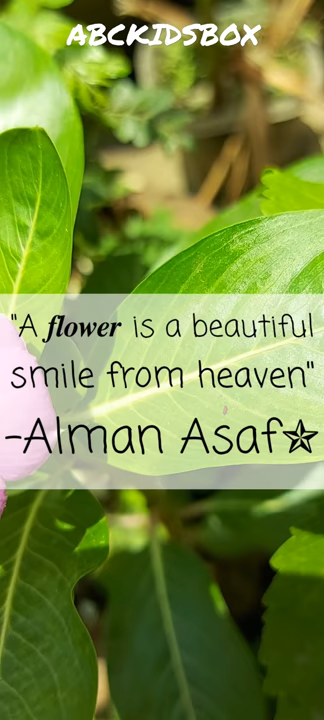 ABCKIDSBOX
"A flower is a beautiful
smile from heaven"
-Alman Asaf✯